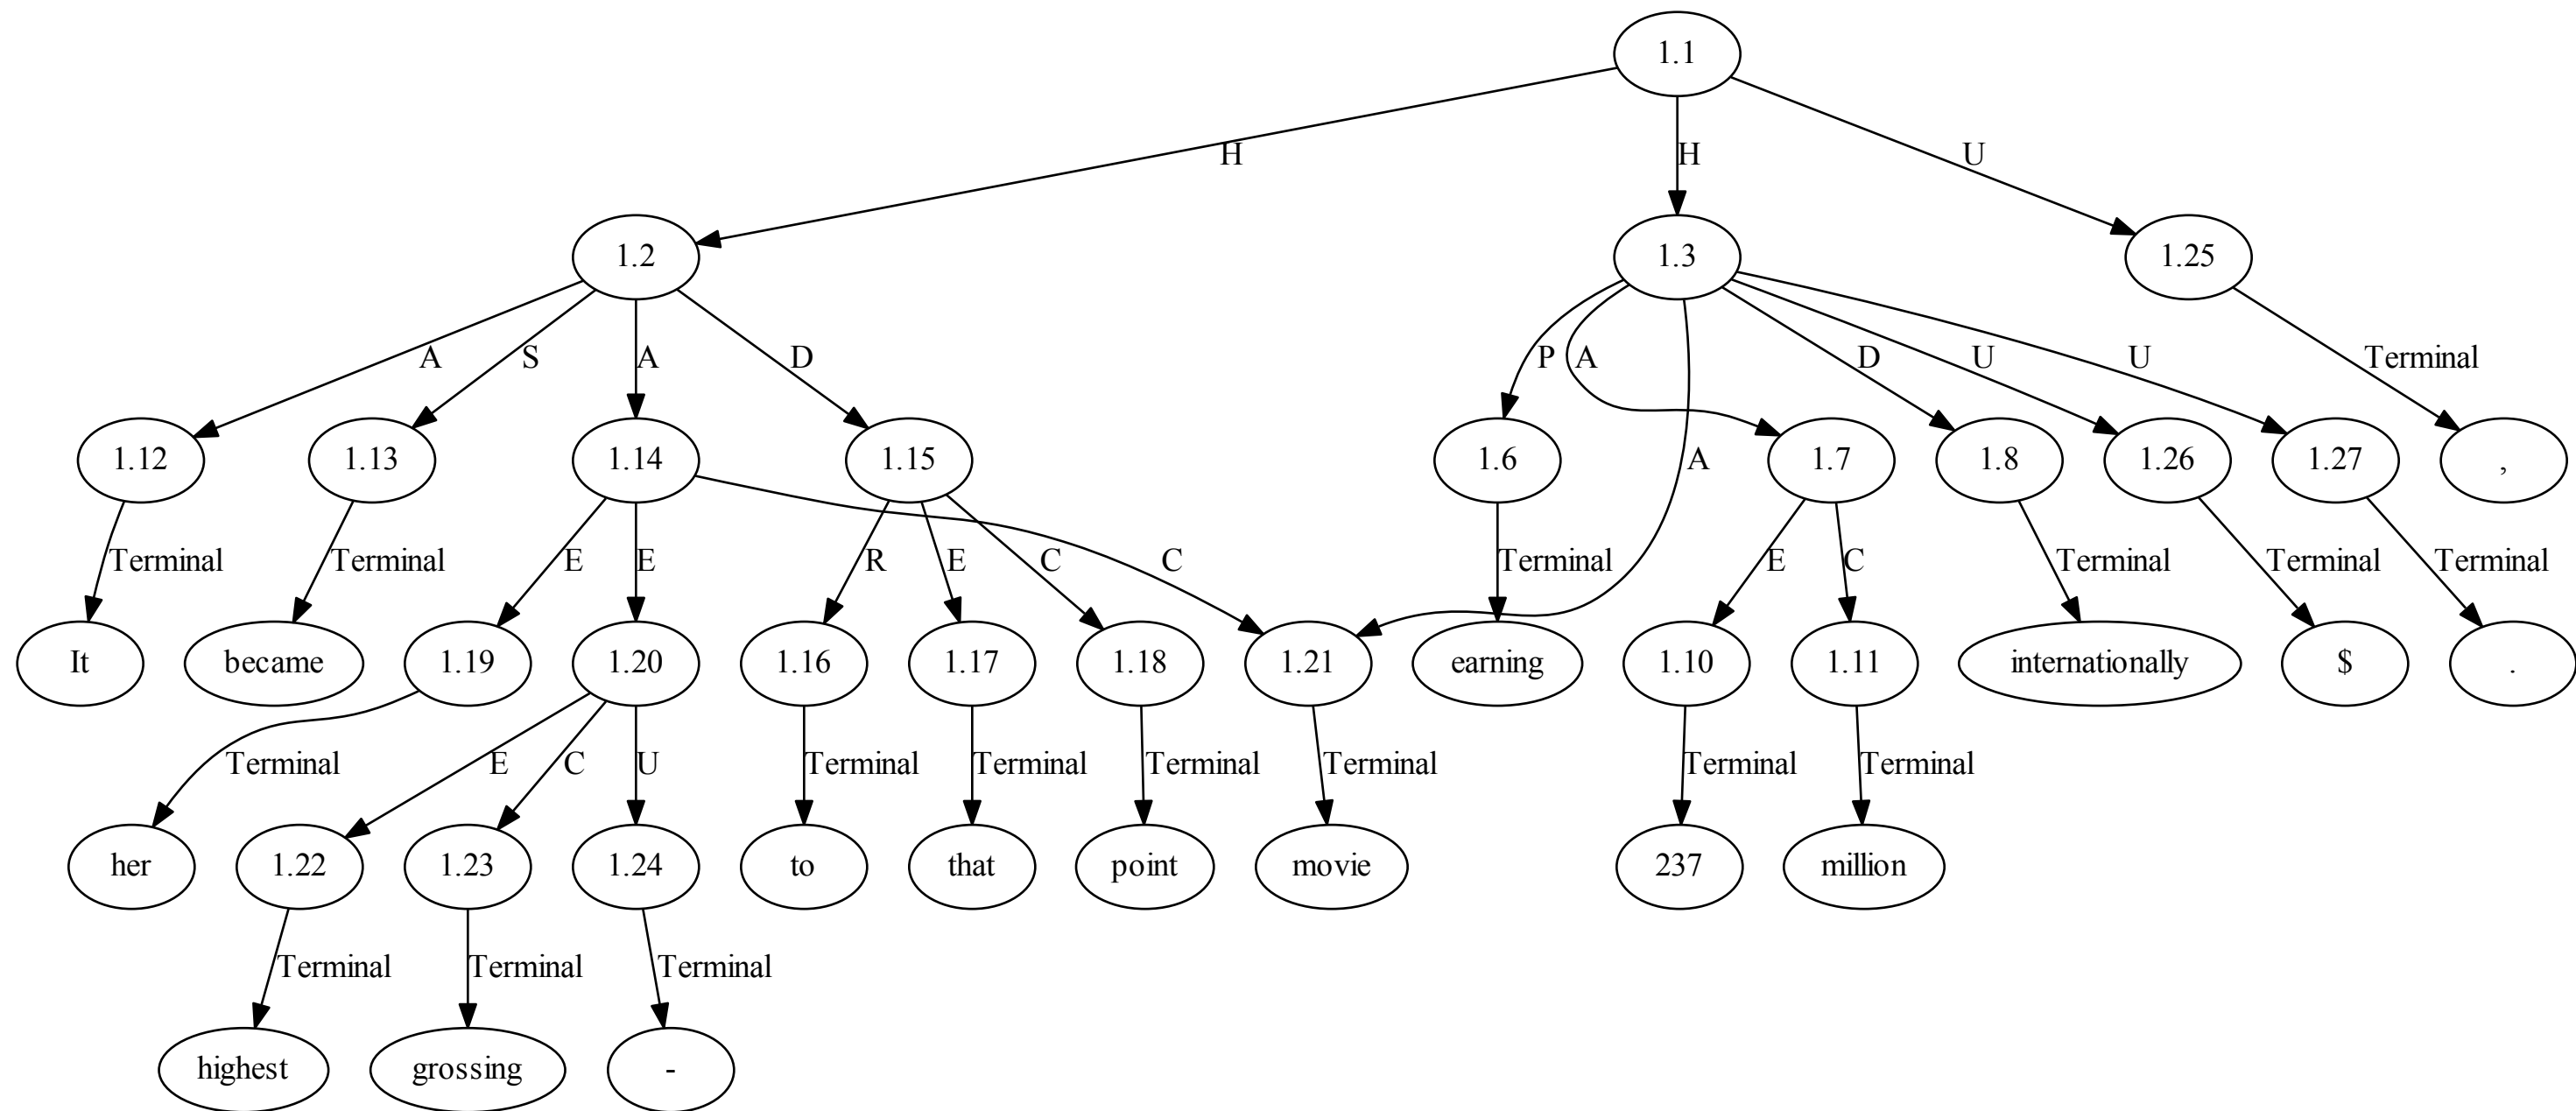 1.1
H H U
1.2 1.3 1.25
A S A D P A A D U U Terminal
1.12 1.13 1.14 1.15 1.6 1.7 1.8 1.26 1.27 ,
Terminal Terminal E E C R E C Terminal E C Terminal Terminal Terminal
It became 1.19 1.20 1.16 1.17 1.18 1.21 earning 1.10 1.11 internationally $ .
Terminal E C U Terminal Terminal Terminal Terminal Terminal Terminal
her 1.22 1.23 1.24 to that point movie 237 million
Terminal Terminal Terminal
highest grossing -